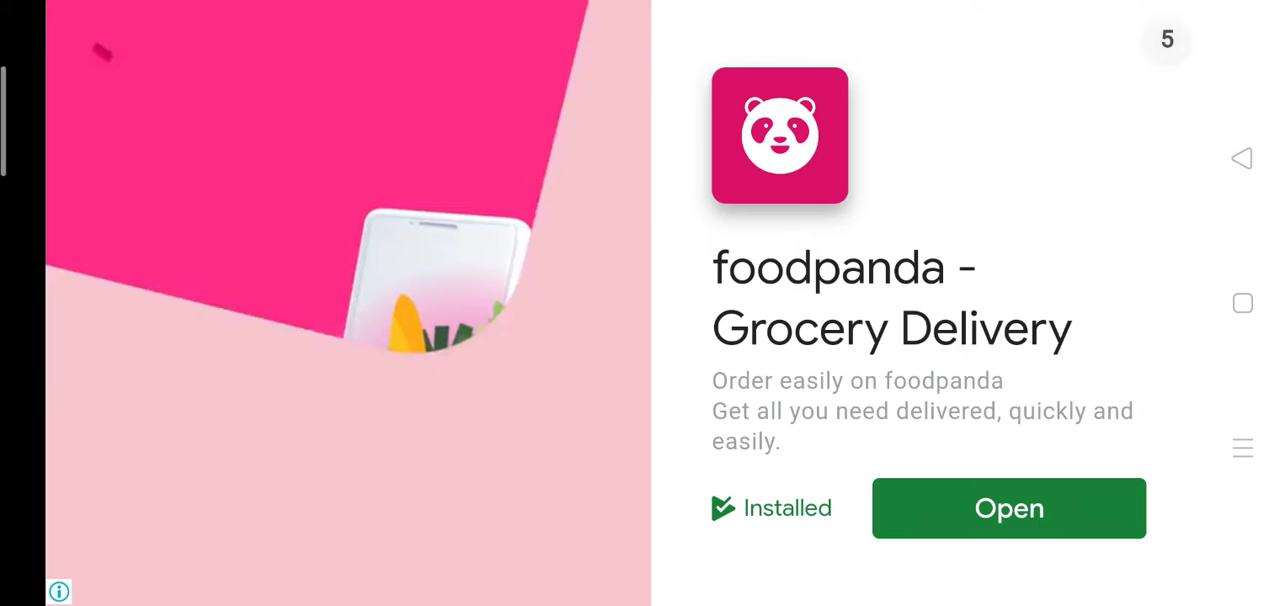 5
foodpanda -
Grocery Delivery
Order easily on foodpanda
Get all you need delivered, quickly and
easily.
Installed
Open